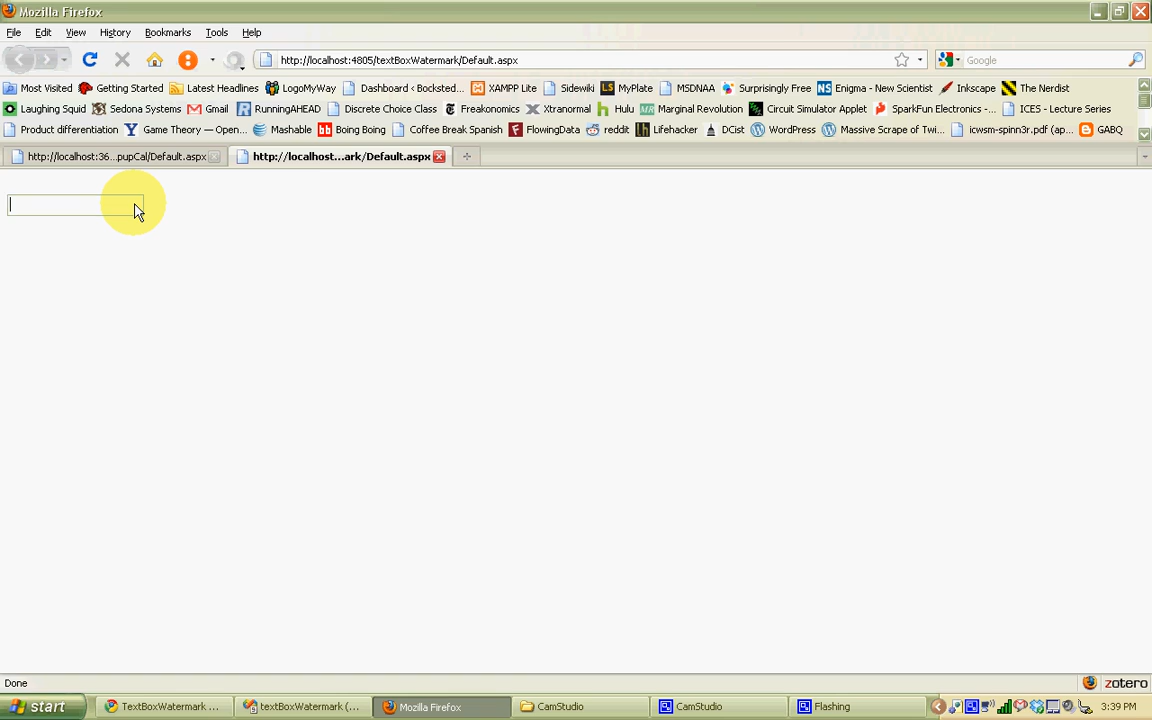 Mozilla Firefox
File Edit View History Bookmarks Tools Help
http://localhost:4805/textBoxWatermark/Default.aspx Google
Most Visited Getting Started Latest Headlines LogoMyWay Dashboard ‹ Bocksted... XAMPP Lite Sidewiki MyPlate MSDNAA Surprisingly Free Enigma - New Scientist Inkscape The Nerdist
Laughing Squid Sedona Systems Gmail RunningAHEAD Discrete Choice Class Freakonomics Xtranormal Hulu Marginal Revolution Circuit Simulator Applet SparkFun Electronics -... ICES - Lecture Series
Product differentiation Game Theory — Open... Mashable Boing Boing Coffee Break Spanish FlowingData reddit Lifehacker DCist WordPress Massive Scrape of Twi... icwsm-spinn3r.pdf (ap... GABQ
http://localhost:36...pupCal/Default.aspx http://localhost...ark/Default.aspx
Done zotero
start TextBoxWatermark ... textBoxWatermark (... Mozilla Firefox CamStudio CamStudio Flashing 3:39 PM